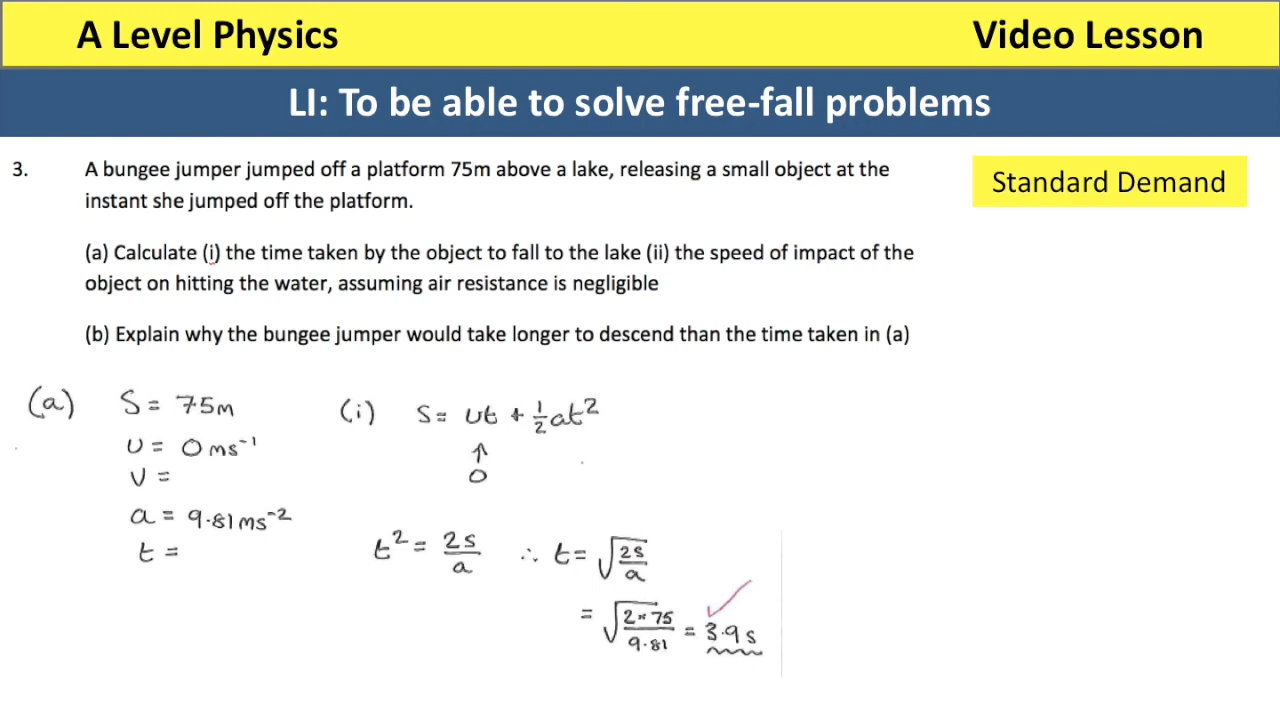 A Level Physics
Video Lesson
LI: To be able to solve free-fall problems
3. A bungee jumper jumped off a platform 75m above a lake, releasing a small object at the
instant she jumped off the platform.
Standard Demand
(a) Calculate (i) the time taken by the object to fall to the lake (ii) the speed of impact of the
object on hitting the water, assuming air resistance is negligible
(b) Explain why the bungee jumper would take longer to descend than the time taken in (a)
(a) S = 75m
U = 0 ms⁻¹
V =
a = 9.81ms⁻²
t =
(i) S = ut + ½at²
↑
0
t² = 2s/a ∴ t = √(2s/a)
= √(2×75/9.81) = 3.9s